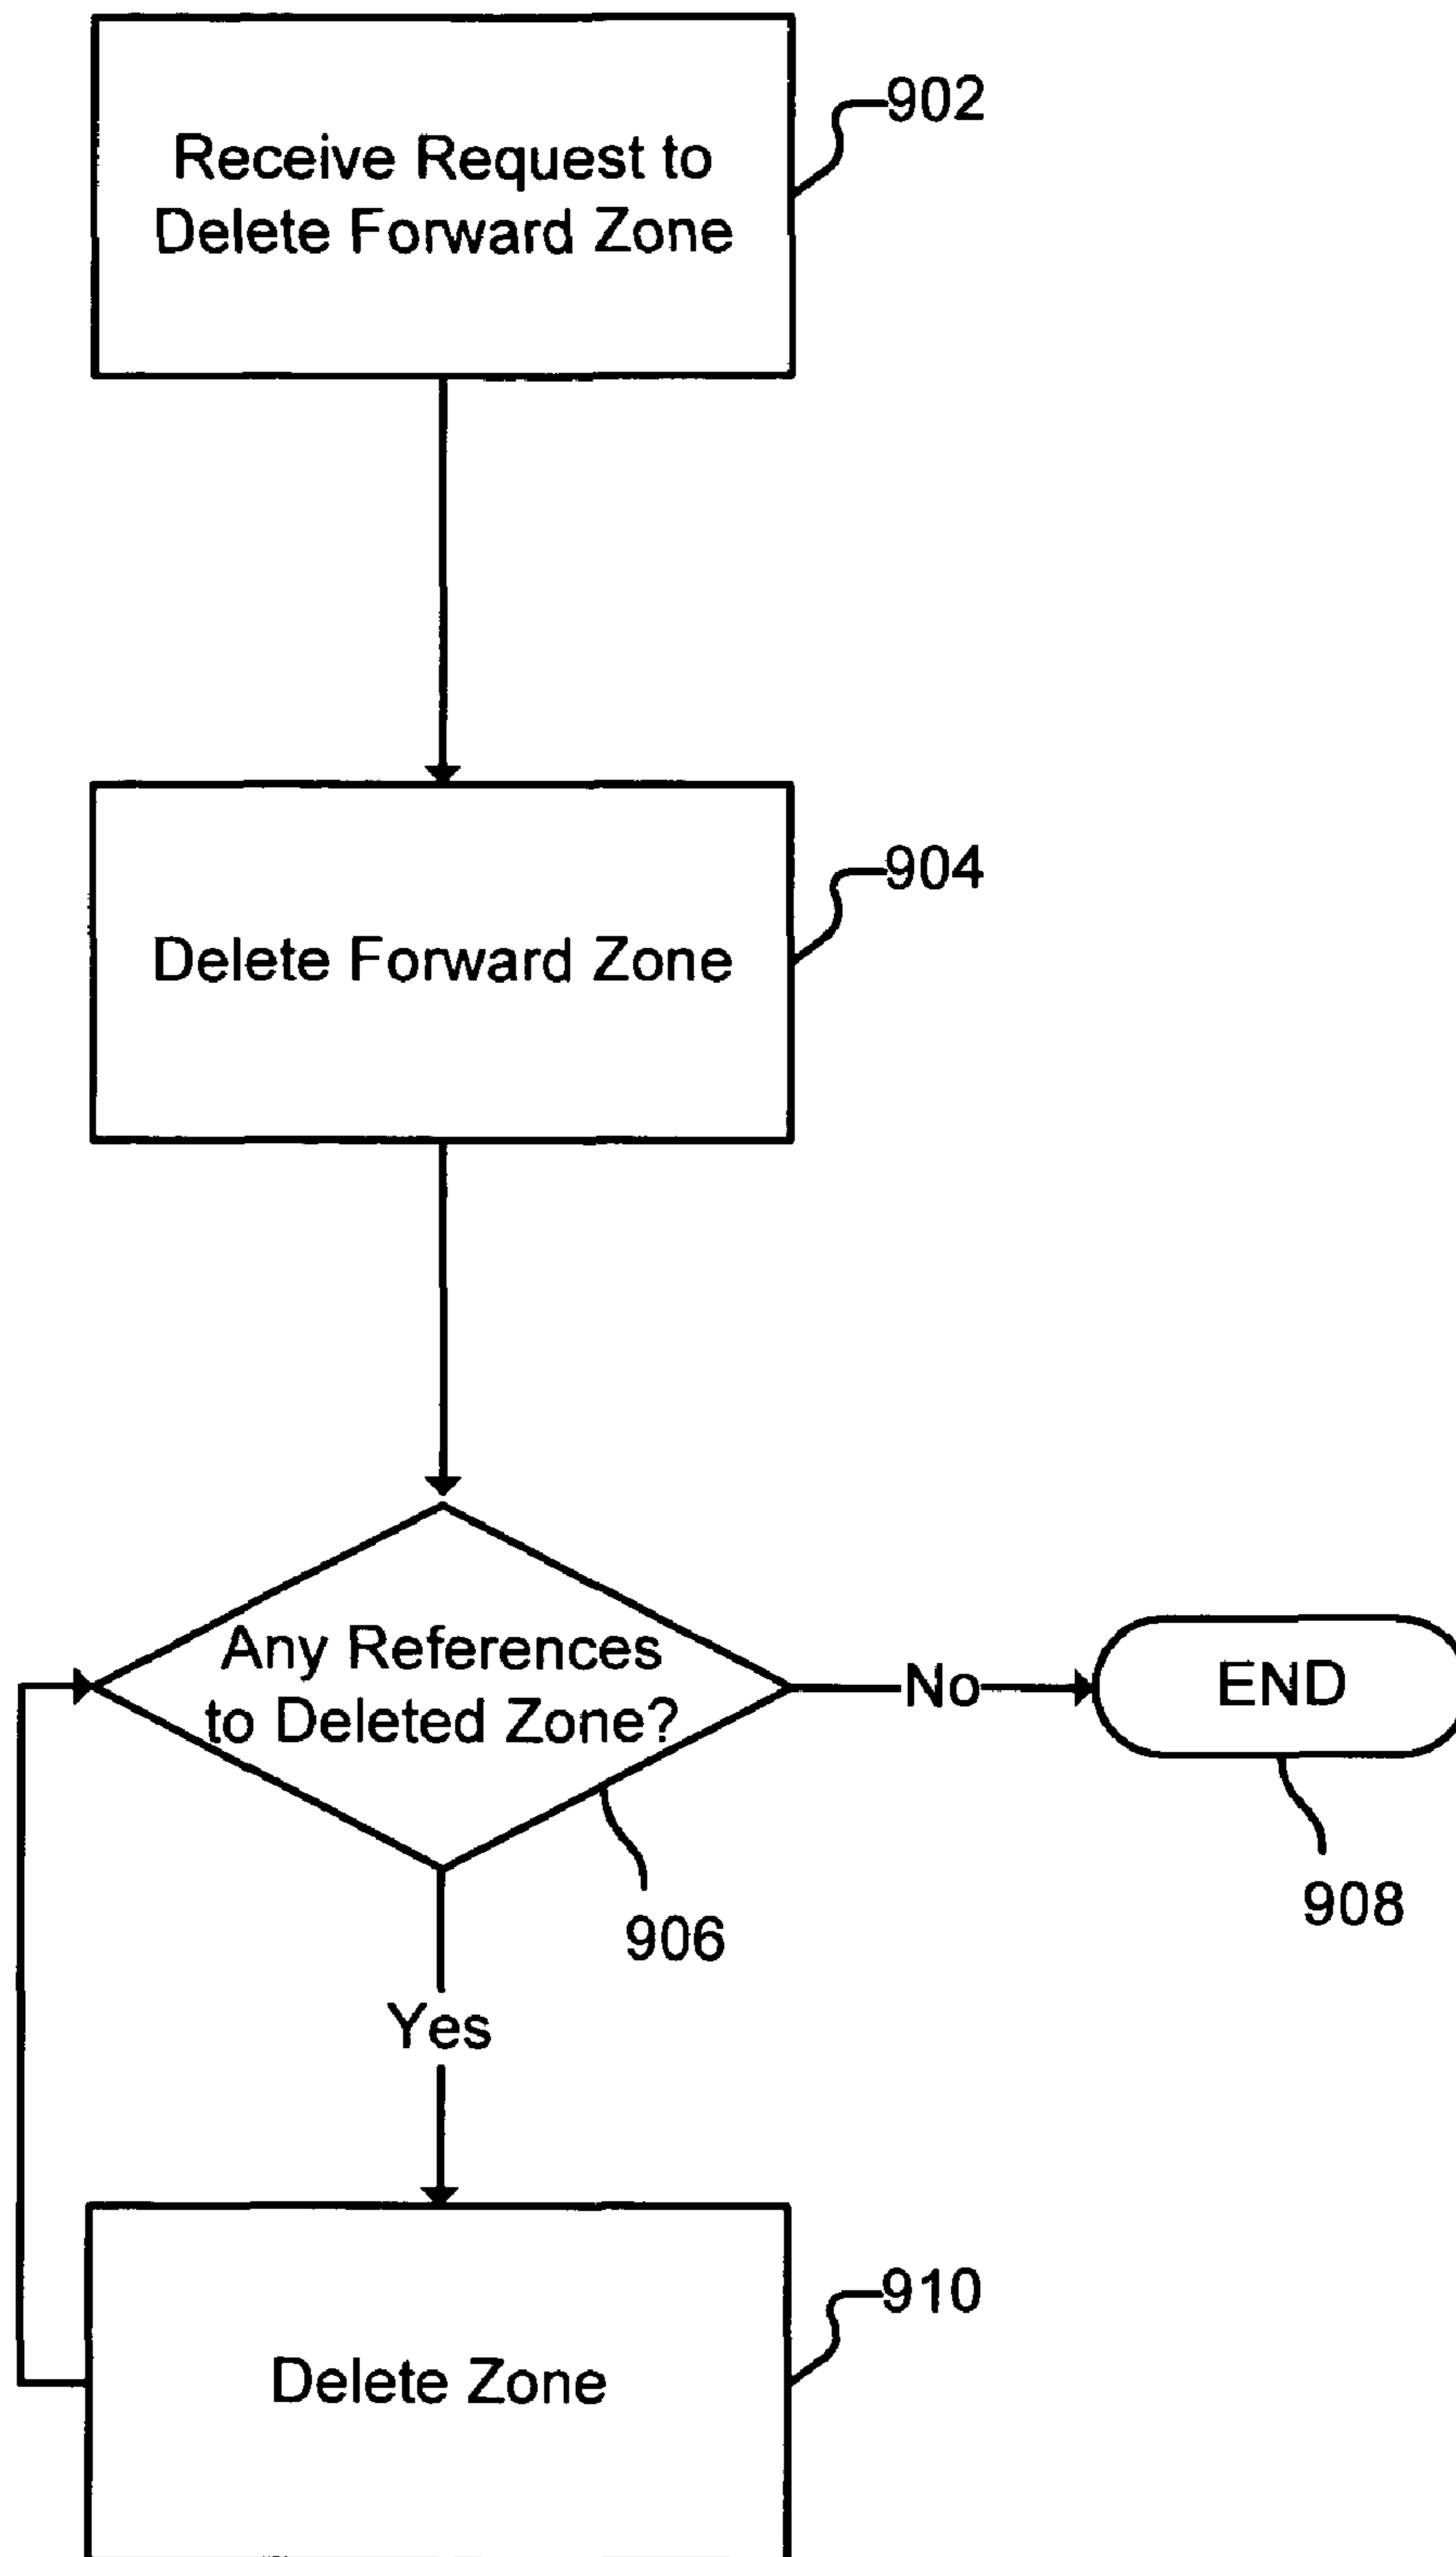 Receive Request to
Delete Forward Zone
902
Delete Forward Zone
904
Any References
to Deleted Zone?
906
No
END
908
Yes
Delete Zone
910